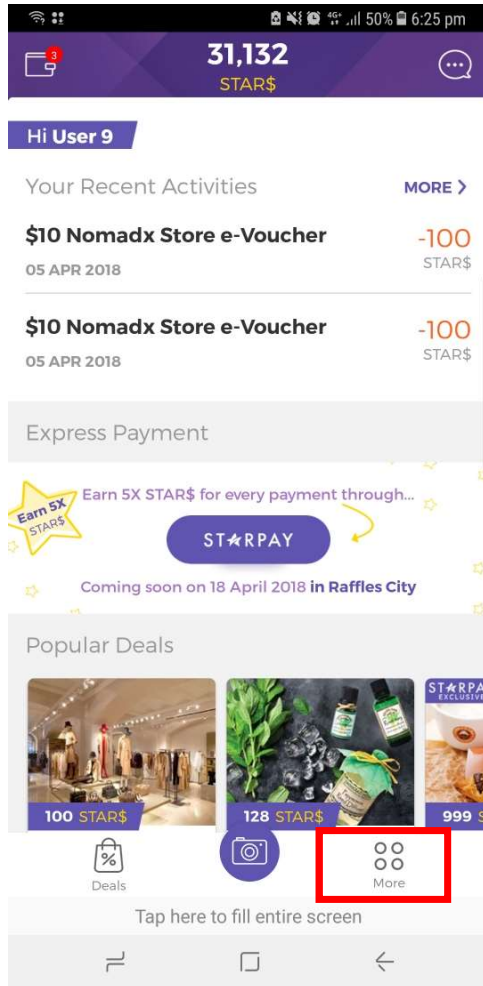 50% 6:25 pm
3
31,132
STAR$
Hi User 9
Your Recent Activities
MORE >
$10 Nomadx Store e-Voucher
-100
05 APR 2018
STAR$
$10 Nomadx Store e-Voucher
-100
05 APR 2018
STAR$
Express Payment
Earn 5X
STAR$
Earn 5X STAR$ for every payment through...
STARPAY
Coming soon on 18 April 2018 in Raffles City
Popular Deals
STARPA
EXCLUSIVE
100 STAR$
128 STAR$
999 S
%
Deals
More
Tap here to fill entire screen